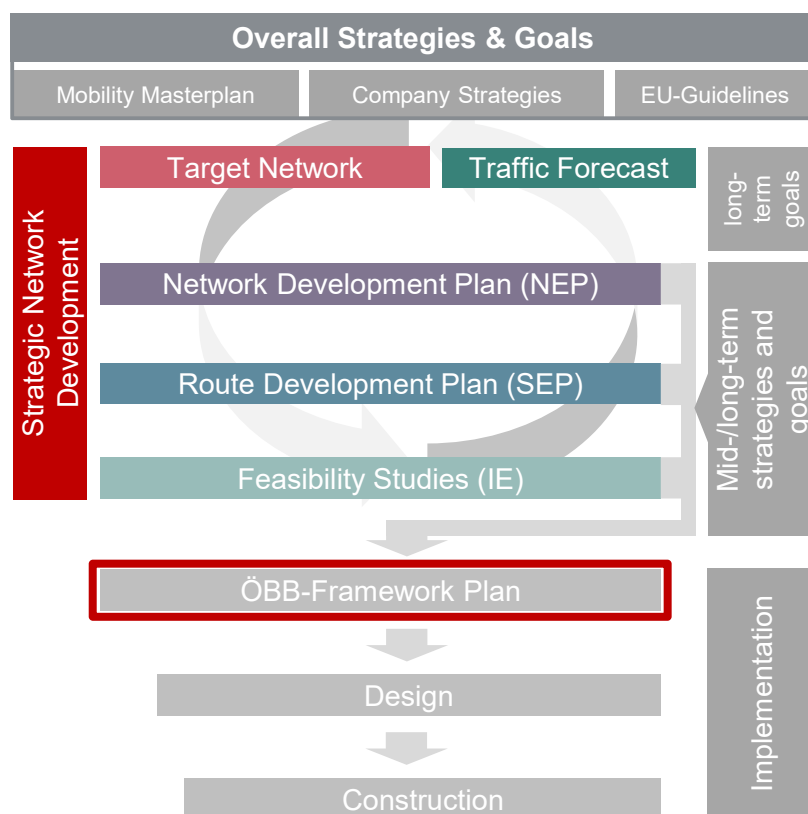 Overall Strategies & Goals
Mobility Masterplan
Company Strategies
EU-Guidelines
Strategic Network
Development
Target Network
Traffic Forecast
long-
term
goals
Network Development Plan (NEP)
Route Development Plan (SEP)
Feasibility Studies (IE)
Mid-/long-term
strategies and
goals
ÖBB-Framework Plan
Design
Construction
Implementation